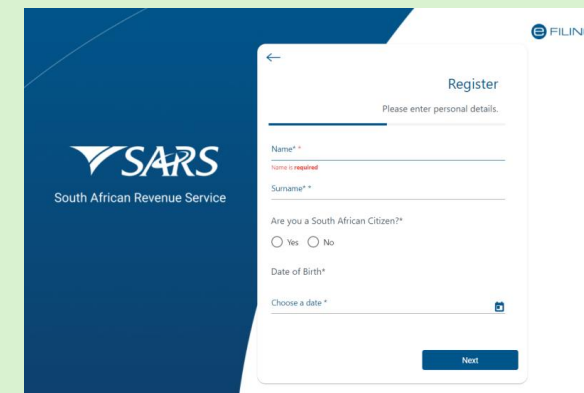 e FILIN
Register
Please enter personal details.
SARS
South African Revenue Service
Name* *
Name is required
Surname* *
Are you a South African Citizen?*
Yes No
Date of Birth*
Choose a date *
Next